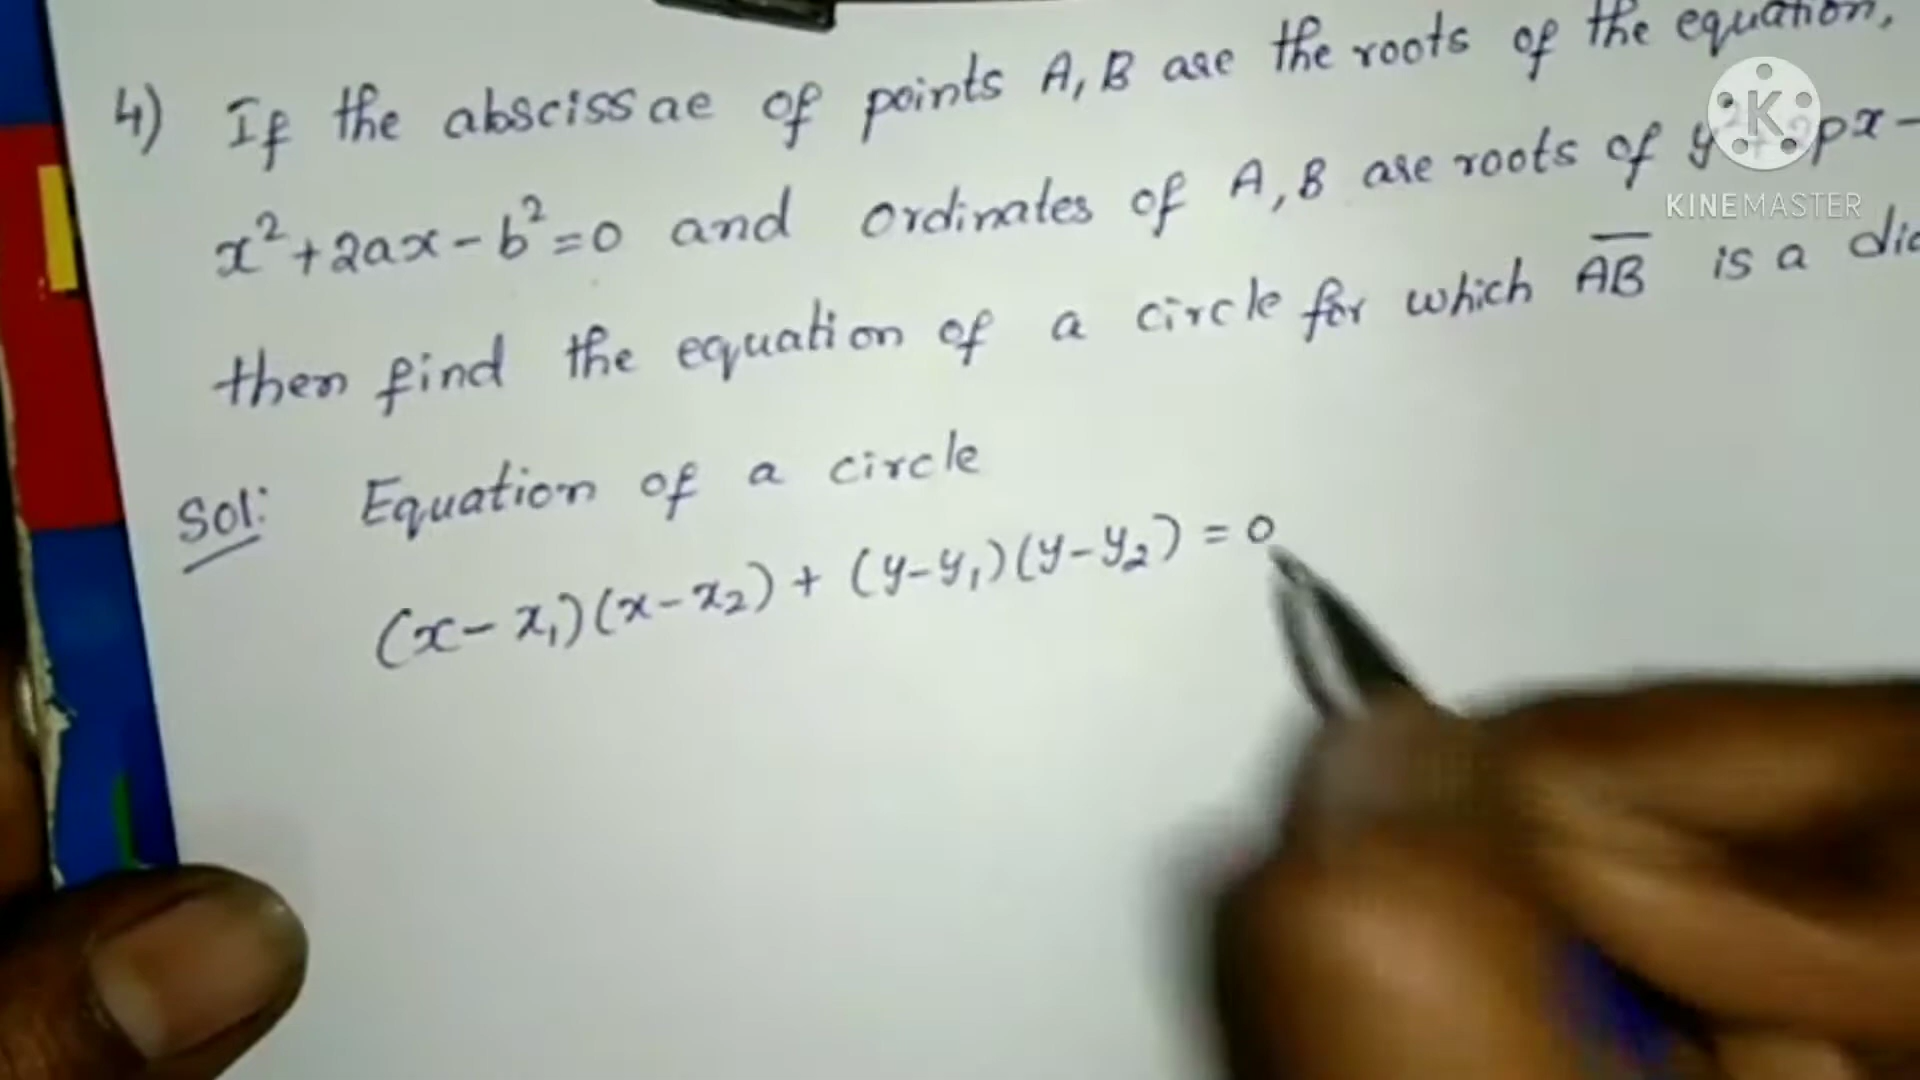 4) If the abscissae of points A, B are the roots of the equation,
x²+2ax-b²=0 and ordinates of A, B are roots of y²+2px-
then find the equation of a circle for which A̅B̅ is a
Sol: Equation of a circle
(x-x₁)(x-x₂)+(y-y₁)(y-y₂)=0
K
KINEMASTER